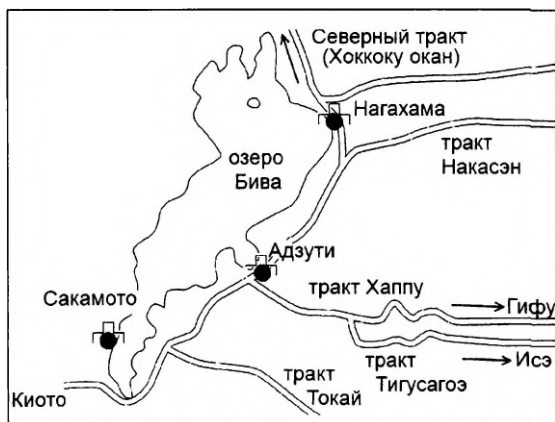 Северный тракт
(Хоккоку окан)
Нагахама
тракт
Накасэн
озеро
Бива
Адзути
Сакамото
тракт Хаппу
Гифу
Исэ
тракт
Тигусагоэ
тракт
Токай
Киото